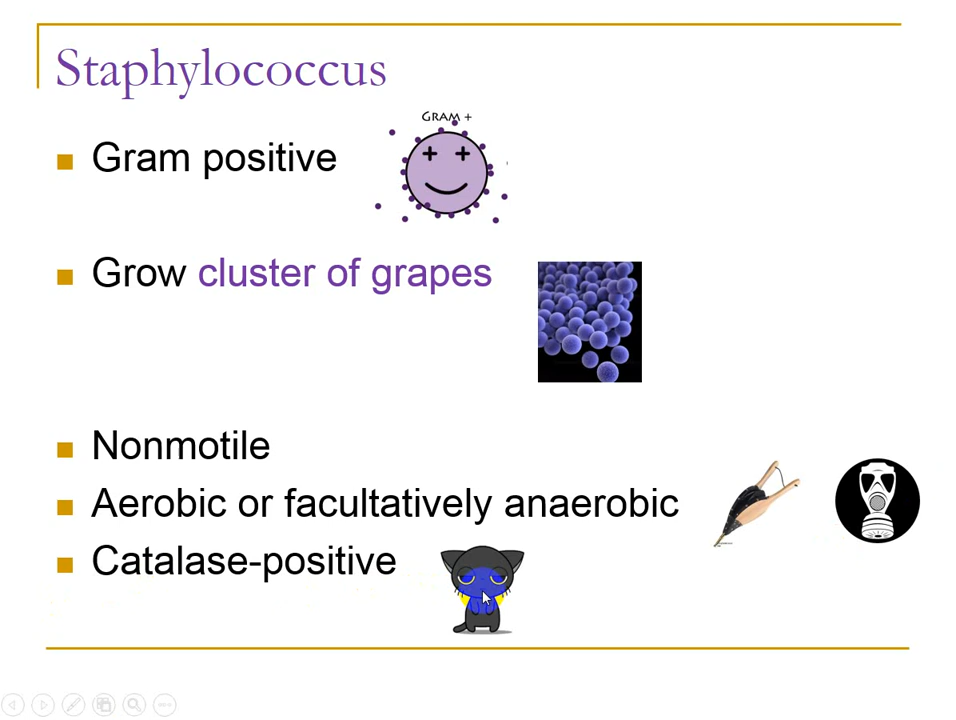 Staphylococcus
GRAM +
Gram positive
Grow cluster of grapes
Nonmotile
Aerobic or facultatively anaerobic
Catalase-positive